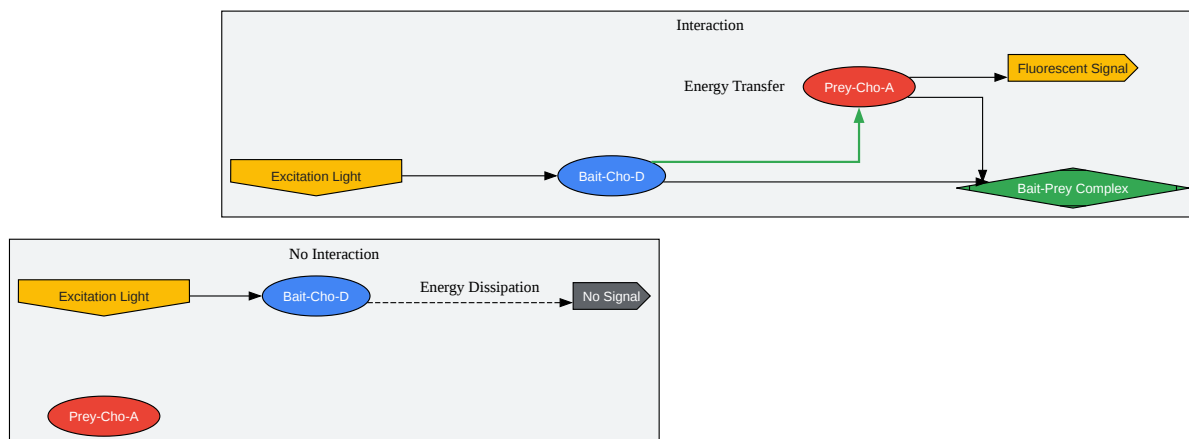 Interaction
Fluorescent Signal
Energy Transfer
Prey-Cho-A
Excitation Light
Bait-Cho-D
Bait-Prey Complex
No Interaction
Excitation Light
Bait-Cho-D
Energy Dissipation
No Signal
Prey-Cho-A